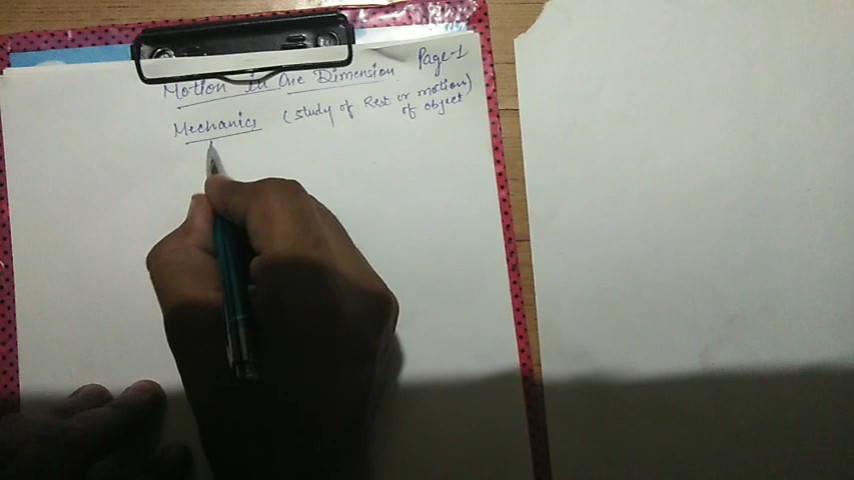 Motion in One Dimension Page-1
Mechanics (study of Rest or motion)
of object